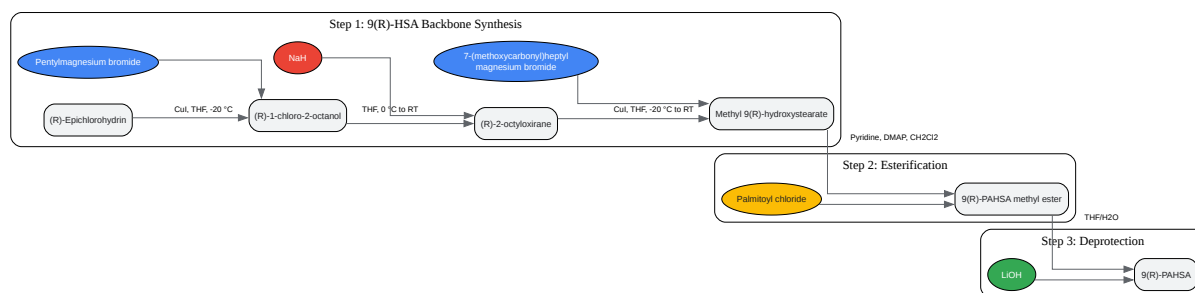 Step 1: 9(R)-HSA Backbone Synthesis
Pentylmagnesium bromide
NaH
7-(methoxycarbonyl)heptyl
magnesium bromide
(R)-Epichlorohydrin
CuI, THF, -20 °C
(R)-1-chloro-2-octanol
THF, 0 °C to RT
(R)-2-octyloxirane
CuI, THF, -20 °C to RT
Methyl 9(R)-hydroxystearate
Pyridine, DMAP, CH2Cl2
Step 2: Esterification
Palmitoyl chloride
9(R)-PAHSA methyl ester
THF/H2O
Step 3: Deprotection
LiOH
9(R)-PAHSA